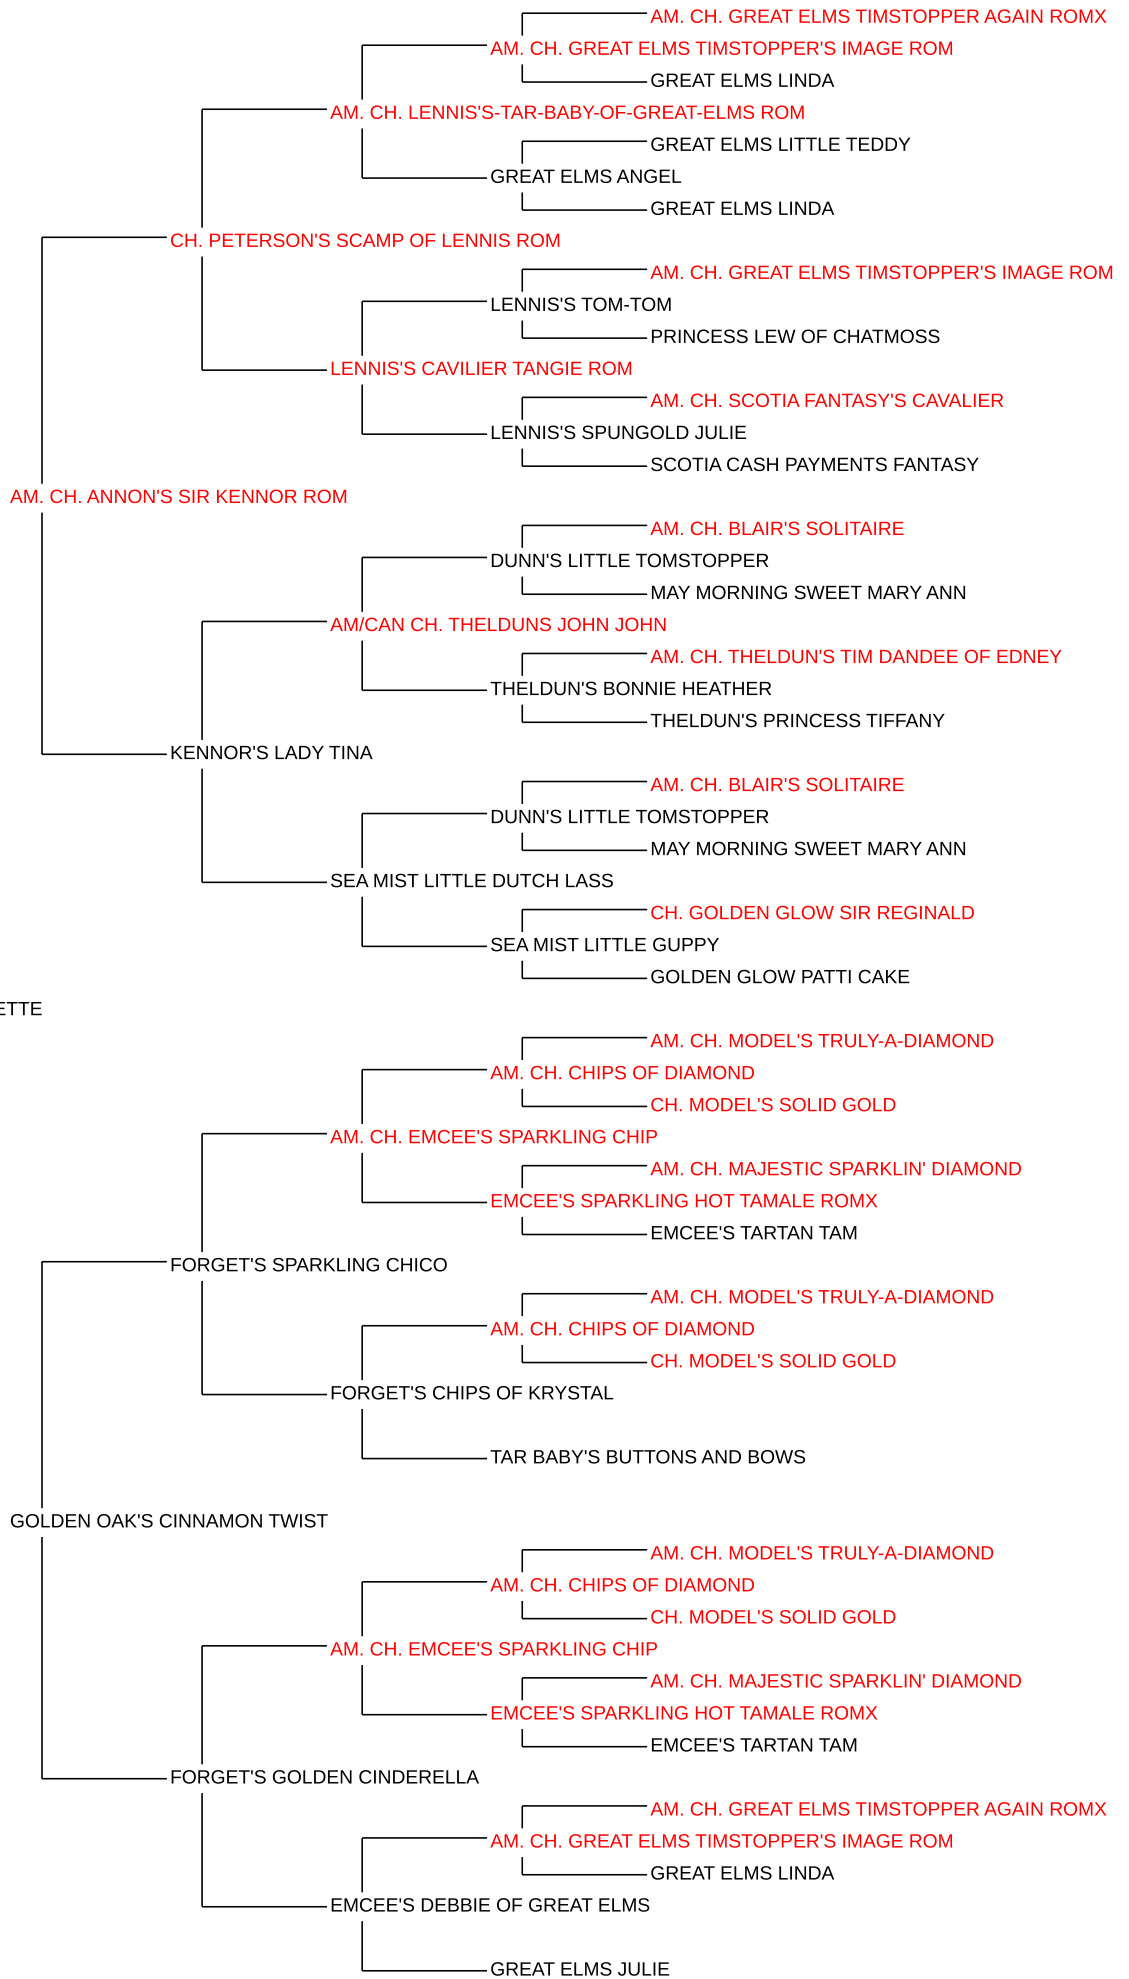 AM. CH. GREAT ELMS TIMSTOPPER AGAIN ROMX
AM. CH. GREAT ELMS TIMSTOPPER'S IMAGE ROM
GREAT ELMS LINDA
AM. CH. LENNIS'S-TAR-BABY-OF-GREAT-ELMS ROM
GREAT ELMS LITTLE TEDDY
GREAT ELMS ANGEL
GREAT ELMS LINDA
CH. PETERSON'S SCAMP OF LENNIS ROM
AM. CH. GREAT ELMS TIMSTOPPER'S IMAGE ROM
LENNIS'S TOM-TOM
PRINCESS LEW OF CHATMOSS
LENNIS'S CAVILIER TANGIE ROM
AM. CH. SCOTIA FANTASY'S CAVALIER
LENNIS'S SPUNGOLD JULIE
SCOTIA CASH PAYMENTS FANTASY
AM. CH. ANNON'S SIR KENNOR ROM
AM. CH. BLAIR'S SOLITAIRE
DUNN'S LITTLE TOMSTOPPER
MAY MORNING SWEET MARY ANN
AM/CAN CH. THELDUNS JOHN JOHN
AM. CH. THELDUN'S TIM DANDEE OF EDNEY
THELDUN'S BONNIE HEATHER
THELDUN'S PRINCESS TIFFANY
KENNOR'S LADY TINA
AM. CH. BLAIR'S SOLITAIRE
DUNN'S LITTLE TOMSTOPPER
MAY MORNING SWEET MARY ANN
SEA MIST LITTLE DUTCH LASS
CH. GOLDEN GLOW SIR REGINALD
SEA MIST LITTLE GUPPY
GOLDEN GLOW PATTI CAKE
ETTE
AM. CH. MODEL'S TRULY-A-DIAMOND
AM. CH. CHIPS OF DIAMOND
CH. MODEL'S SOLID GOLD
AM. CH. EMCEE'S SPARKLING CHIP
AM. CH. MAJESTIC SPARKLIN' DIAMOND
EMCEE'S SPARKLING HOT TAMALE ROMX
EMCEE'S TARTAN TAM
FORGET'S SPARKLING CHICO
AM. CH. MODEL'S TRULY-A-DIAMOND
AM. CH. CHIPS OF DIAMOND
CH. MODEL'S SOLID GOLD
FORGET'S CHIPS OF KRYSTAL
TAR BABY'S BUTTONS AND BOWS
GOLDEN OAK'S CINNAMON TWIST
AM. CH. MODEL'S TRULY-A-DIAMOND
AM. CH. CHIPS OF DIAMOND
CH. MODEL'S SOLID GOLD
AM. CH. EMCEE'S SPARKLING CHIP
AM. CH. MAJESTIC SPARKLIN' DIAMOND
EMCEE'S SPARKLING HOT TAMALE ROMX
EMCEE'S TARTAN TAM
FORGET'S GOLDEN CINDERELLA
AM. CH. GREAT ELMS TIMSTOPPER AGAIN ROMX
AM. CH. GREAT ELMS TIMSTOPPER'S IMAGE ROM
GREAT ELMS LINDA
EMCEE'S DEBBIE OF GREAT ELMS
GREAT ELMS JULIE